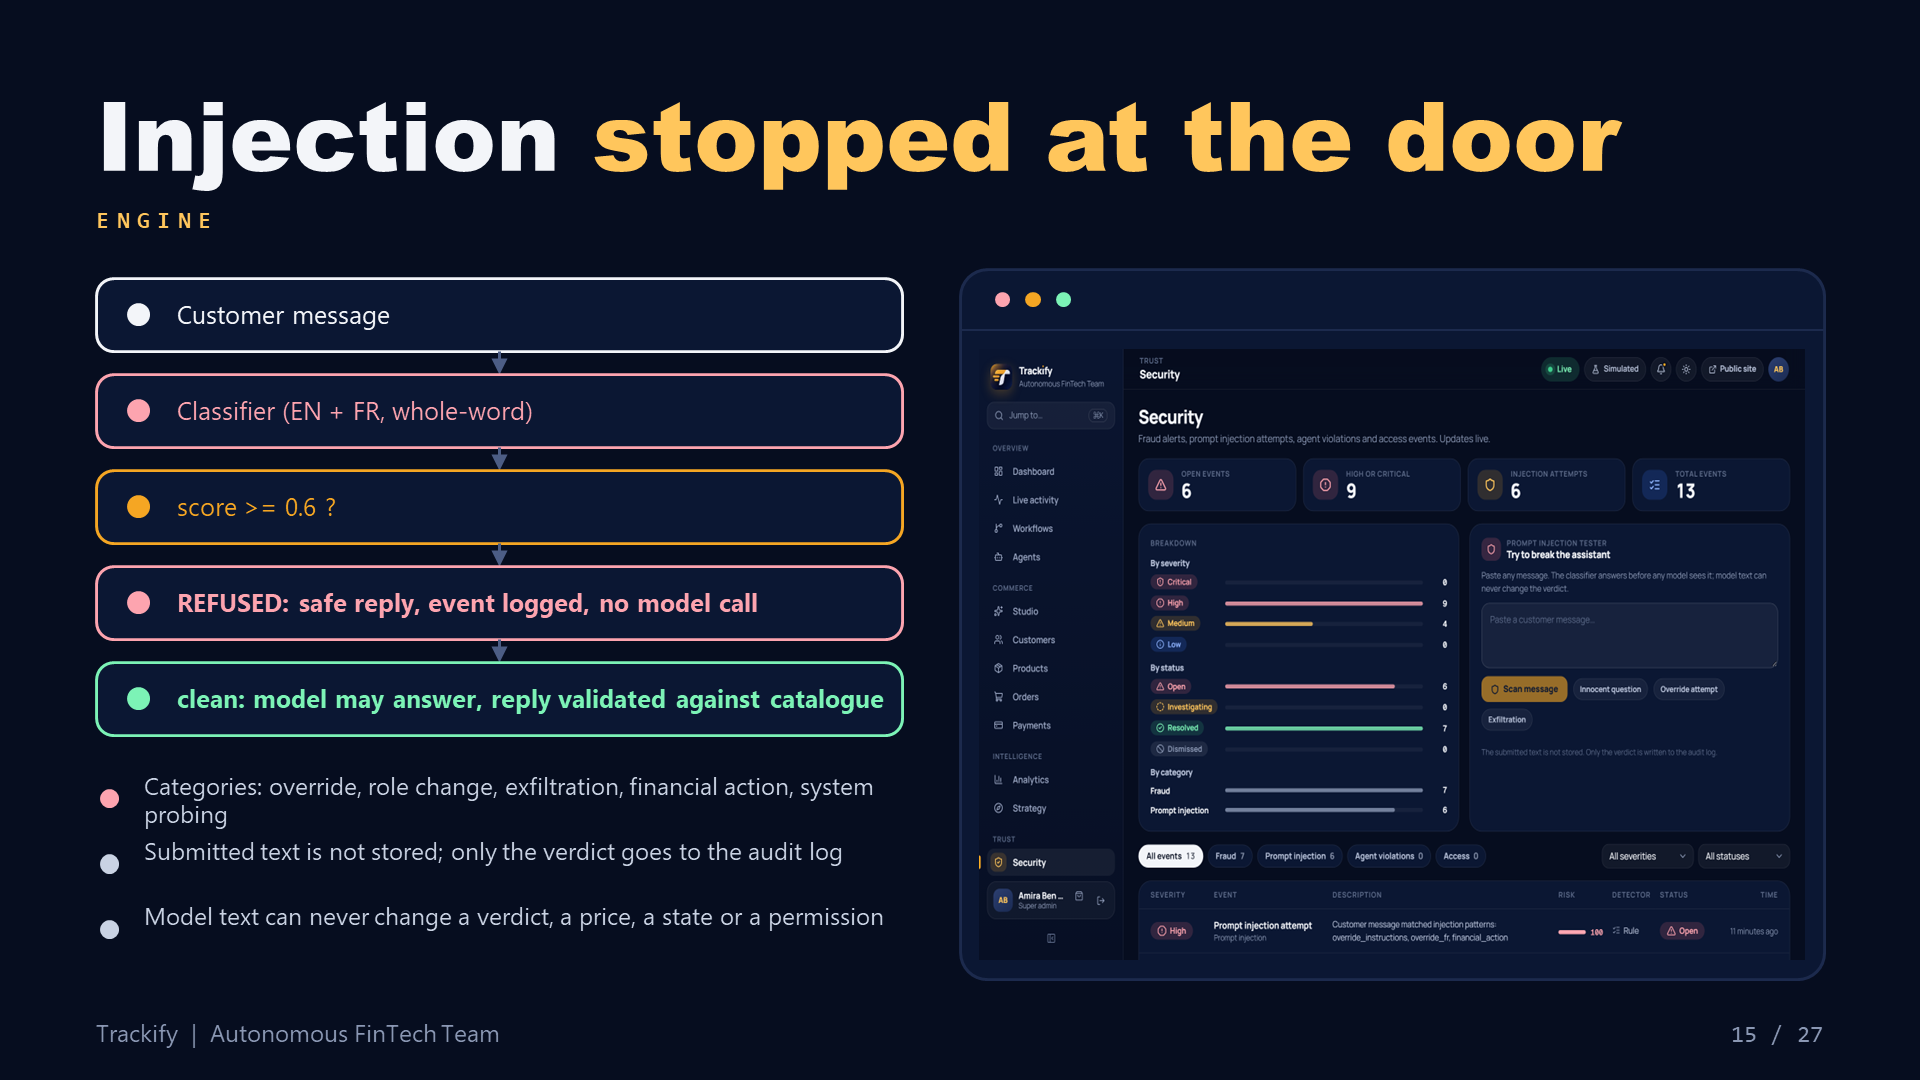 Injection stopped at the door
ENGINE
Customer message
Classifier (EN + FR, whole-word)
score >= 0.6 ?
REFUSED: safe reply, event logged, no model call
clean: model may answer, reply validated against catalogue
Categories: override, role change, exfiltration, financial action, system
probing
Submitted text is not stored; only the verdict goes to the audit log
Model text can never change a verdict, a price, a state or a permission
Trackify
Autonomous FinTech Team
Jump to...
⌘K
OVERVIEW
Dashboard
Live activity
Workflows
Agents
COMMERCE
Studio
Customers
Products
Orders
Payments
INTELLIGENCE
Analytics
Strategy
TRUST
Security
AB
Amira Ben ...
Super admin
TRUST
Security
Live
Simulated
Public site
AB
Security
Fraud alerts, prompt injection attempts, agent violations and access events. Updates live.
OPEN EVENTS
6
HIGH OR CRITICAL
9
INJECTION ATTEMPTS
6
TOTAL EVENTS
13
BREAKDOWN
By severity
Critical 0
High 9
Medium 4
Low 0
By status
Open 6
Investigating 0
Resolved 7
Dismissed 0
By category
Fraud 7
Prompt injection 6
PROMPT INJECTION TESTER
Try to break the assistant
Paste any message. The classifier answers before any model sees it; model text can
never change the verdict.
Paste a customer message...
Scan message
Innocent question
Override attempt
Exfiltration
The submitted text is not stored. Only the verdict is written to the audit log.
All events 13
Fraud 7
Prompt injection 6
Agent violations 0
Access 0
All severities
All statuses
SEVERITY EVENT DESCRIPTION RISK DETECTOR STATUS TIME
High
Prompt injection attempt
Prompt injection
Customer message matched injection patterns:
override_instructions, override_fr, financial_action
100
Rule
Open
11 minutes ago
Trackify | Autonomous FinTech Team
15 / 27